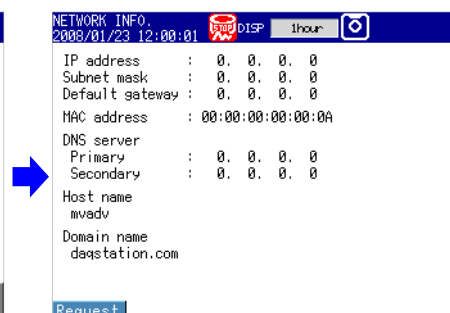 NETWORK INFO.
2008/01/23 12:00:01 STOP DISP 1hour
IP address : 0. 0. 0. 0
Subnet mask : 0. 0. 0. 0
Default gateway : 0. 0. 0. 0
MAC address : 00:00:00:00:00:0A
DNS server
Primary : 0. 0. 0. 0
Secondary : 0. 0. 0. 0
Host name
mvadv
Domain name
daqstation.com
Request